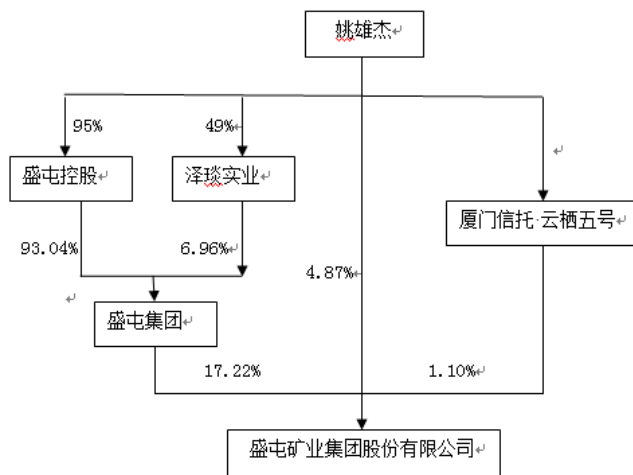 姚雄杰
95%
49%
盛屯控股
泽琰实业
厦门信托·云栖五号
93.04%
6.96%
4.87%
盛屯集团
17.22%
1.10%
盛屯矿业集团股份有限公司